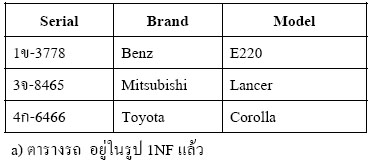 Serial Brand Model
1ข-3778 Benz E220
3จ-8465 Mitsubishi Lancer
4ก-6466 Toyota Corolla
a) ตารางรถ อยู่ในรูป 1NF แล้ว